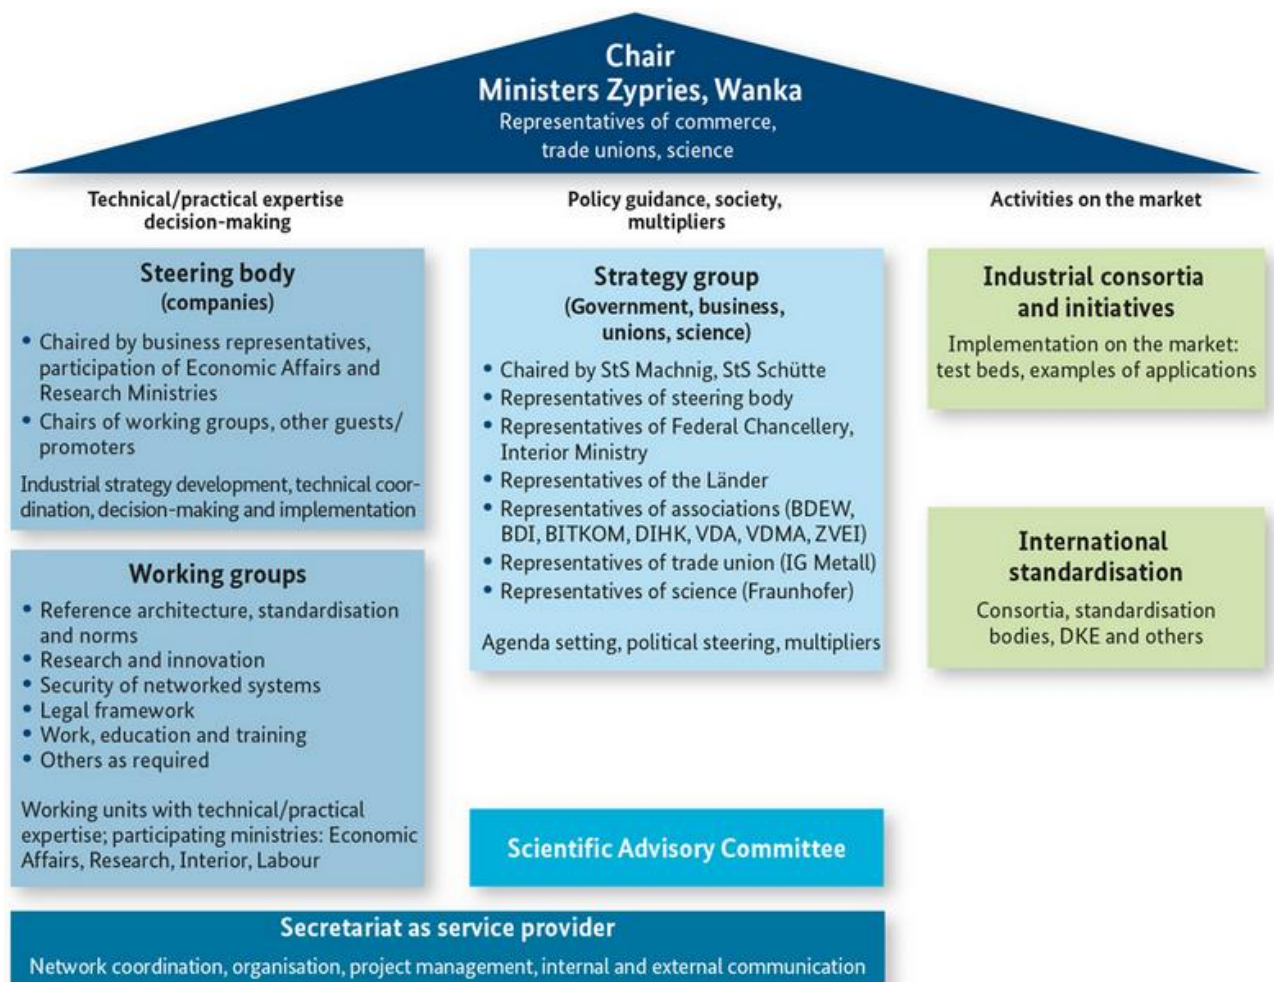 Chair
Ministers Zypries, Wanka
Representatives of commerce,
trade unions, science
Technical/practical expertise
decision-making
Steering body
(companies)
• Chaired by business representatives,
participation of Economic Affairs and
Research Ministries
• Chairs of working groups, other guests/
promoters
Industrial strategy development, technical coor-
dination, decision-making and implementation
Working groups
• Reference architecture, standardisation
and norms
• Research and innovation
• Security of networked systems
• Legal framework
• Work, education and training
• Others as required
Working units with technical/practical
expertise; participating ministries: Economic
Affairs, Research, Interior, Labour
Policy guidance, society,
multipliers
Strategy group
(Government, business,
unions, science)
• Chaired by StS Machnig, StS Schütte
• Representatives of steering body
• Representatives of Federal Chancellery,
Interior Ministry
• Representatives of the Länder
• Representatives of associations (BDEW,
BDI, BITKOM, DIHK, VDA, VDMA, ZVEI)
• Representatives of trade union (IG Metall)
• Representatives of science (Fraunhofer)
Agenda setting, political steering, multipliers
Scientific Advisory Committee
Activities on the market
Industrial consortia
and initiatives
Implementation on the market:
test beds, examples of applications
International
standardisation
Consortia, standardisation
bodies, DKE and others
Secretariat as service provider
Network coordination, organisation, project management, internal and external communication